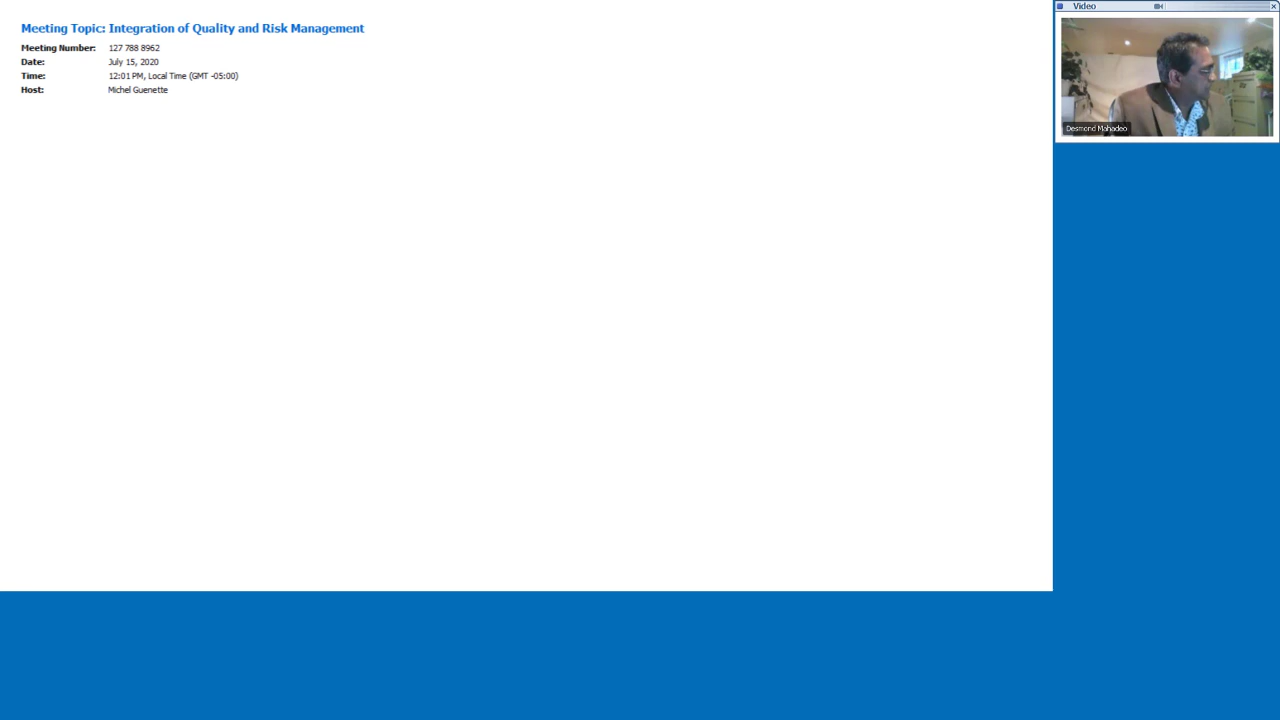 Meeting Topic: Integration of Quality and Risk Management
Meeting Number: 127 788 8962
Date: July 15, 2020
Time: 12:01 PM, Local Time (GMT -05:00)
Host: Michel Guenette
Video
Desmond Mahadeo